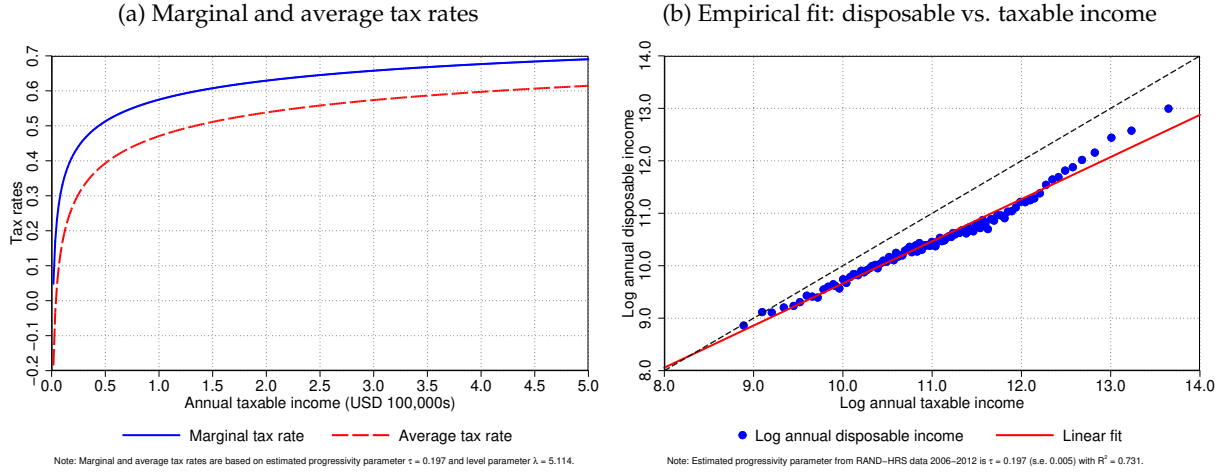 (a) Marginal and average tax rates
Tax rates
0.7
0.6
0.5
0.4
0.3
0.2
0.1
0.0
−0.1
−0.2
0.0 0.5 1.0 1.5 2.0 2.5 3.0 3.5 4.0 4.5 5.0
Annual taxable income (USD 100,000s)
Marginal tax rate Average tax rate
Note: Marginal and average tax rates are based on estimated progressivity parameter τ = 0.197 and level parameter λ = 5.114.
(b) Empirical fit: disposable vs. taxable income
Log annual disposable income
14.0
13.0
12.0
11.0
10.0
9.0
8.0
8.0 9.0 10.0 11.0 12.0 13.0 14.0
Log annual taxable income
Log annual disposable income Linear fit
Note: Estimated progressivity parameter from RAND−HRS data 2006−2012 is τ = 0.197 (s.e. 0.005) with R² = 0.731.